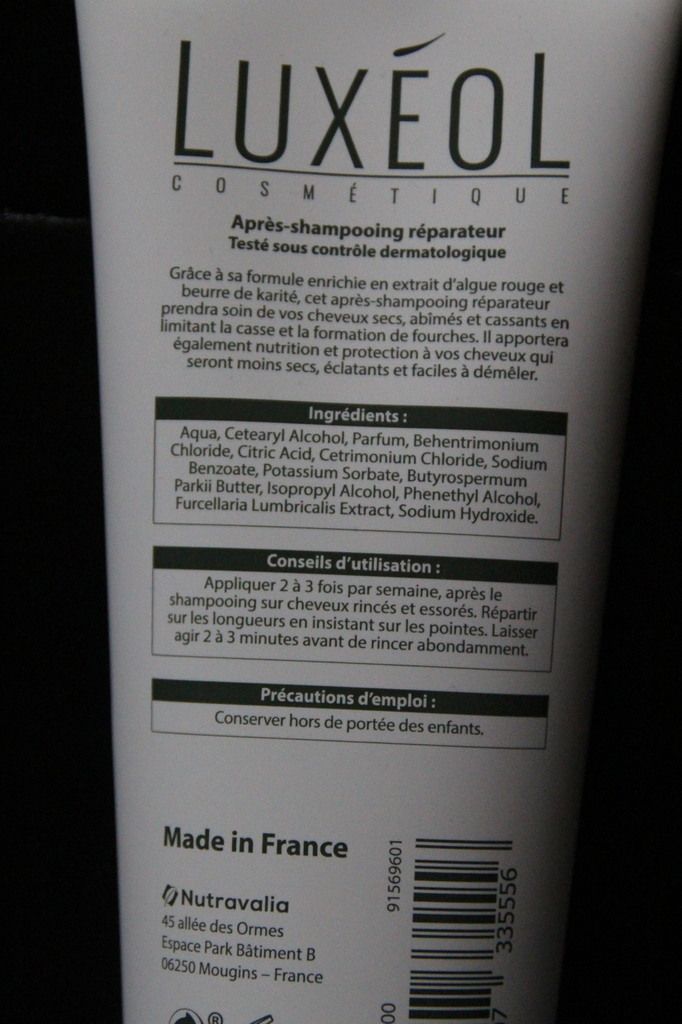 LUXÉOL
COSMÉTIQUE
Après-shampooing réparateur
Testé sous contrôle dermatologique
Grâce à sa formule enrichie en extrait d'algue rouge et
beurre de karité, cet après-shampooing réparateur
prendra soin de vos cheveux secs, abîmés et cassants en
limitant la casse et la formation de fourches. Il apportera
également nutrition et protection à vos cheveux qui
seront moins secs, éclatants et faciles à démêler.
Ingrédients :
Aqua, Cetearyl Alcohol, Parfum, Behentrimonium
Chloride, Citric Acid, Cetrimonium Chloride, Sodium
Benzoate, Potassium Sorbate, Butyrospermum
Parkii Butter, Isopropyl Alcohol, Phenethyl Alcohol,
Furcellaria Lumbricalis Extract, Sodium Hydroxide.
Conseils d'utilisation :
Appliquer 2 à 3 fois par semaine, après le
shampooing sur cheveux rincés et essorés. Répartir
sur les longueurs en insistant sur les pointes. Laisser
agir 2 à 3 minutes avant de rincer abondamment.
Précautions d'emploi :
Conserver hors de portée des enfants.
Made in France
Nutravalia
45 allée des Ormes
Espace Park Bâtiment B
06250 Mougins – France
®
91569601
00
335556
7